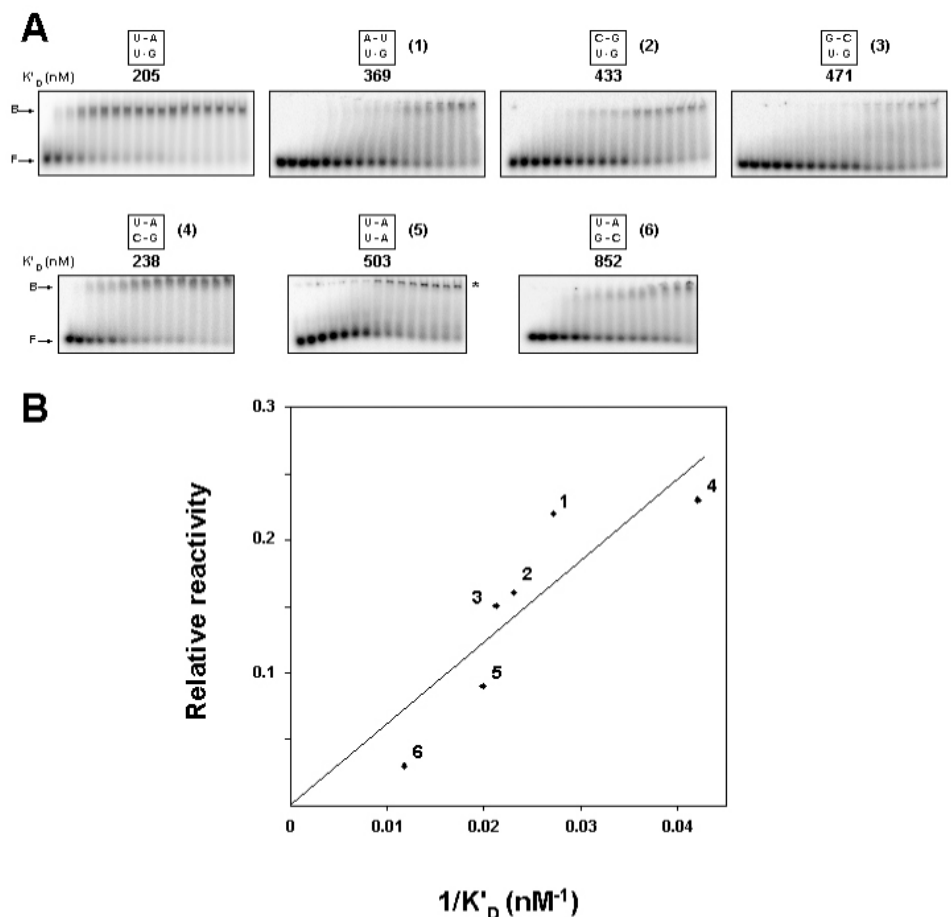 A
U-A A-U C-G G-C
U·G (1) U·G (2) U·G (3) U·G
K'D (nM) 205 369 433 471
B→
F→
U-A (4) U-A (5) U-A (6)
C-G U-A G-C
K'D (nM) 238 503 852
B→ *
F→
B
0.3
0.2
0.1
Relative reactivity
1
2
3
4
5
6
0 0.01 0.02 0.03 0.04
1/K'D (nM-1)